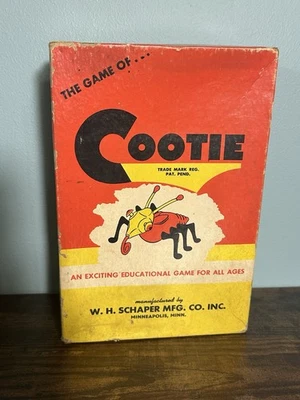 THE GAME OF...
COOTIE
TRADE MARK REG.
PAT. PEND.
AN EXCITING EDUCATIONAL GAME FOR ALL AGES
manufactured by
W. H. SCHAPER MFG. CO. INC.
MINNEAPOLIS, MINN.